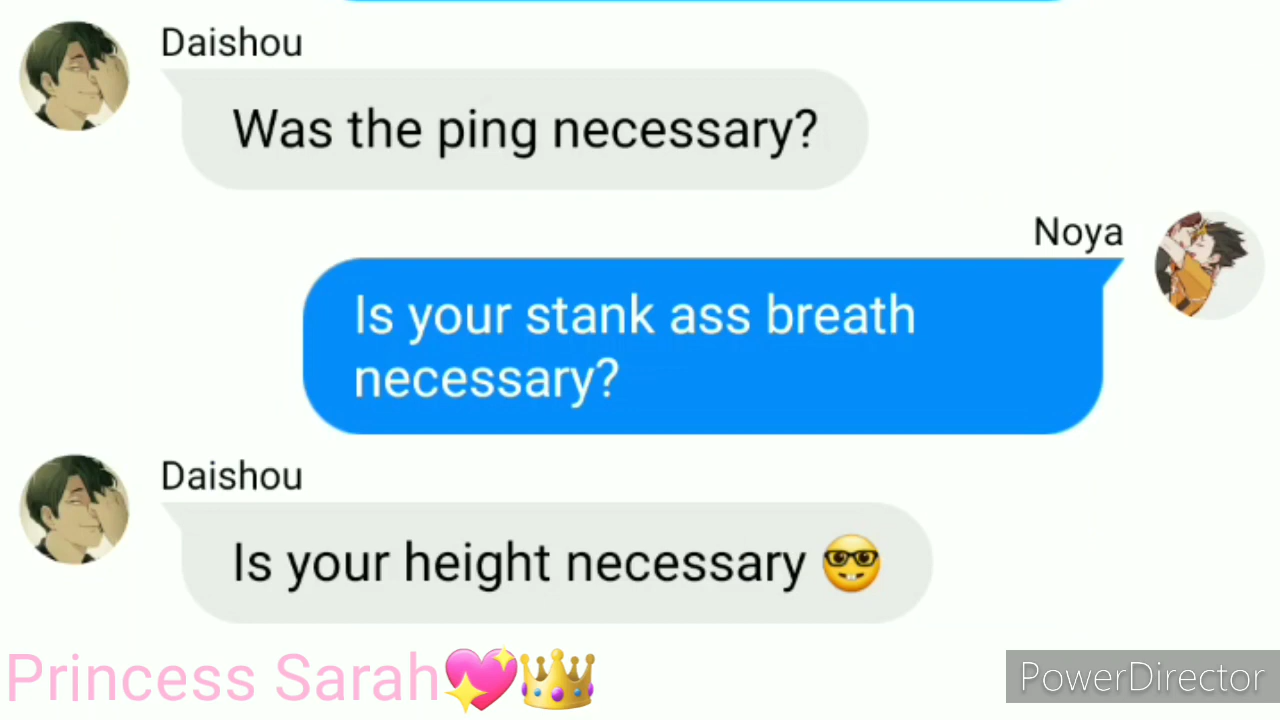 Daishou
Was the ping necessary?
Noya
Is your stank ass breath
necessary?
Daishou
Is your height necessary 🤓
Princess Sarah💖👑
PowerDirector